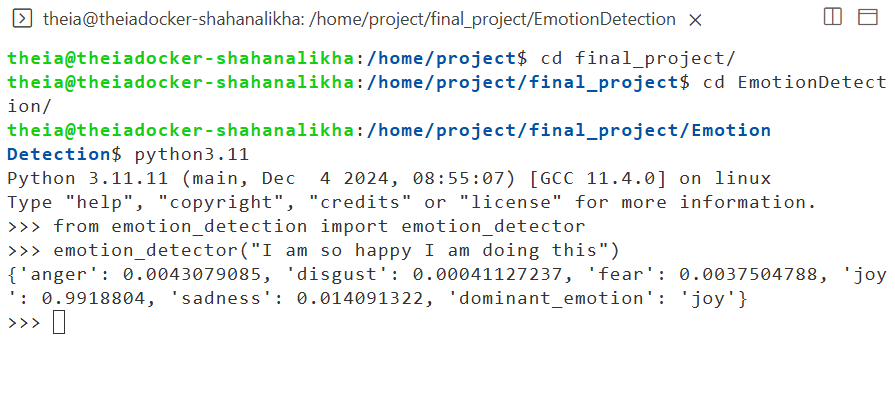 theia@theiadocker-shahanalikha: /home/project/final_project/EmotionDetection
theia@theiadocker-shahanalikha:/home/project$ cd final_project/
theia@theiadocker-shahanalikha:/home/project/final_project$ cd EmotionDetect
ion/
theia@theiadocker-shahanalikha:/home/project/final_project/Emotion
Detection$ python3.11
Python 3.11.11 (main, Dec  4 2024, 08:55:07) [GCC 11.4.0] on linux
Type "help", "copyright", "credits" or "license" for more information.
>>> from emotion_detection import emotion_detector
>>> emotion_detector("I am so happy I am doing this")
{'anger': 0.0043079085, 'disgust': 0.00041127237, 'fear': 0.0037504788, 'joy
': 0.9918804, 'sadness': 0.014091322, 'dominant_emotion': 'joy'}
>>>